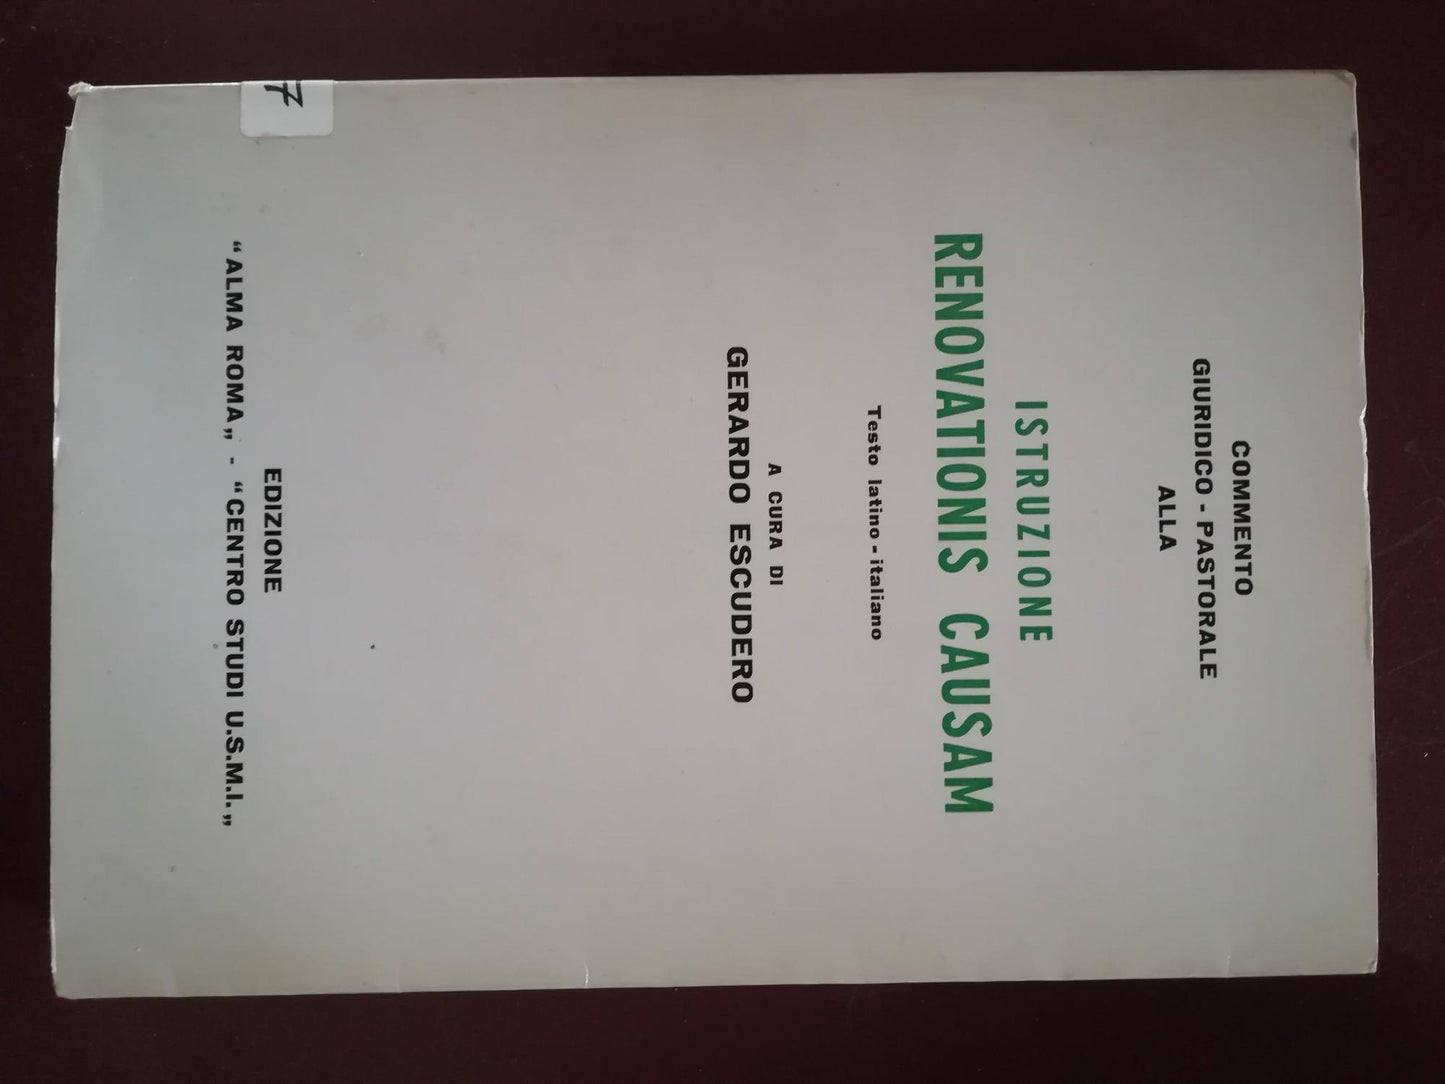 COMMENTO
GIURIDICO - PASTORALE
ALLA
ISTRUZIONE
RENOVATIONIS CAUSAM
Testo latino - italiano
A CURA DI
GERARDO ESCUDERO
EDIZIONE
“ALMA ROMA„ - “CENTRO STUDI U.S.M.I.„
7